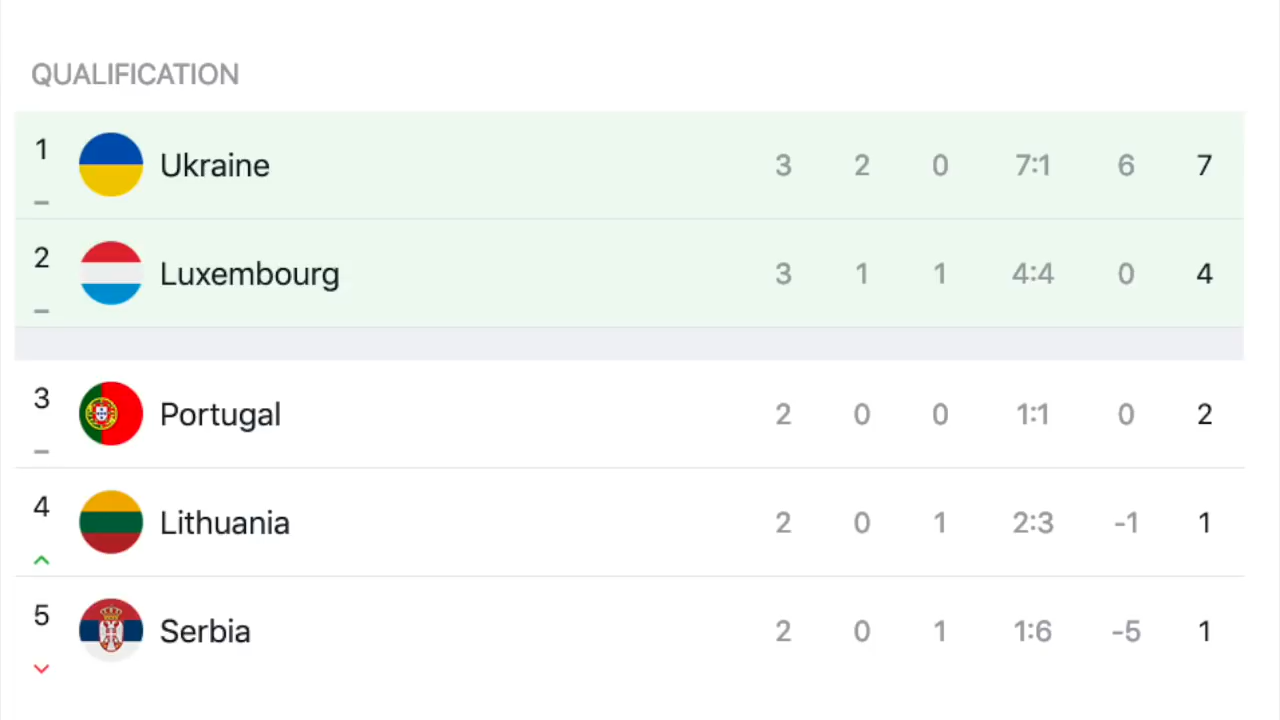 QUALIFICATION
1 Ukraine 3 2 0 7:1 6 7
2 Luxembourg 3 1 1 4:4 0 4
3 Portugal 2 0 0 1:1 0 2
4 Lithuania 2 0 1 2:3 -1 1
5 Serbia 2 0 1 1:6 -5 1